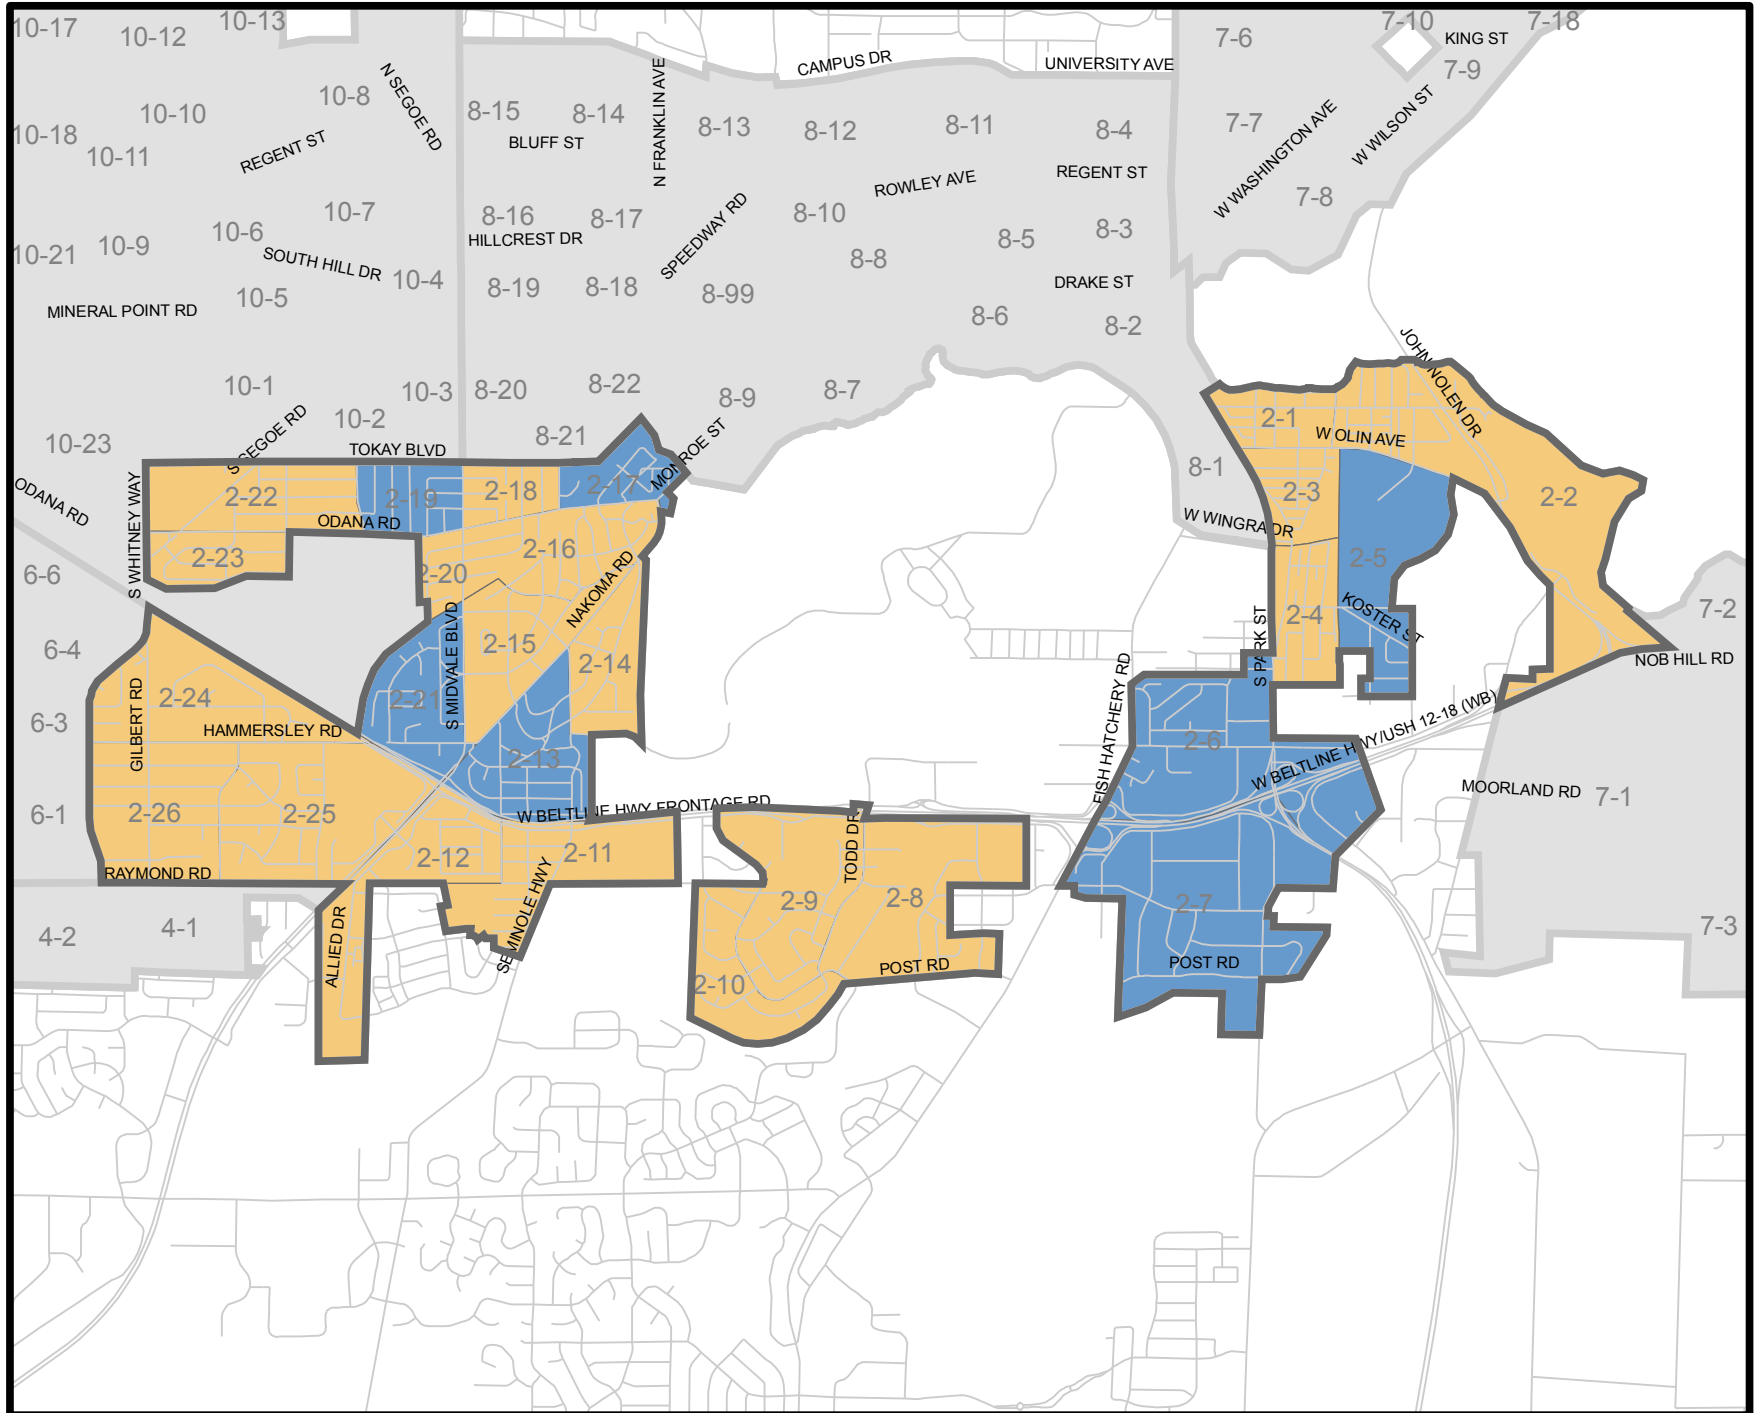 10-17
10-12
10-13
7-6
7-10
7-18
KING ST
7-9
N SEGOE RD
N FRANKLIN AVE
CAMPUS DR
UNIVERSITY AVE
10-8
10-10
10-18
10-11
REGENT ST
8-15
8-14
BLUFF ST
8-13
8-12
8-11
8-4
7-7
W WASHINGTON AVE
W WILSON ST
REGENT ST
ROWLEY AVE
7-8
10-7
10-6
10-9
10-21
SOUTH HILL DR
10-4
8-16
8-17
HILLCREST DR
SPEEDWAY RD
8-10
8-8
8-5
8-3
10-5
MINERAL POINT RD
8-19
8-18
8-99
DRAKE ST
8-6
8-2
JOHN NOLEN DR
10-1
10-3
8-20
8-22
8-9
8-7
10-2
10-23
S SEGOE RD
TOKAY BLVD
8-21
MONROE ST
2-1
W OLIN AVE
8-1
ODANA RD
S WHITNEY WAY
2-22
2-19
2-18
2-17
2-3
2-2
ODANA RD
W WINGRA DR
2-23
2-16
2-5
6-6
2-20
NAKOMA RD
7-2
S MIDVALE BLVD
2-15
2-14
2-4
KOSTER ST
S PARK ST
6-4
NOB HILL RD
2-24
2-21
FISH HATCHERY RD
6-3
GILBERT RD
HAMMERSLEY RD
2-13
2-6
W BELTLINE HWY/USH 12-18 (WB)
MOORLAND RD
7-1
6-1
2-26
2-25
W BELTLINE HWY FRONTAGE RD
TODD DR
2-12
2-11
RAYMOND RD
2-9
2-8
2-7
SEMINOLE HWY
ALLIED DR
4-2
4-1
7-3
POST RD
POST RD
2-10